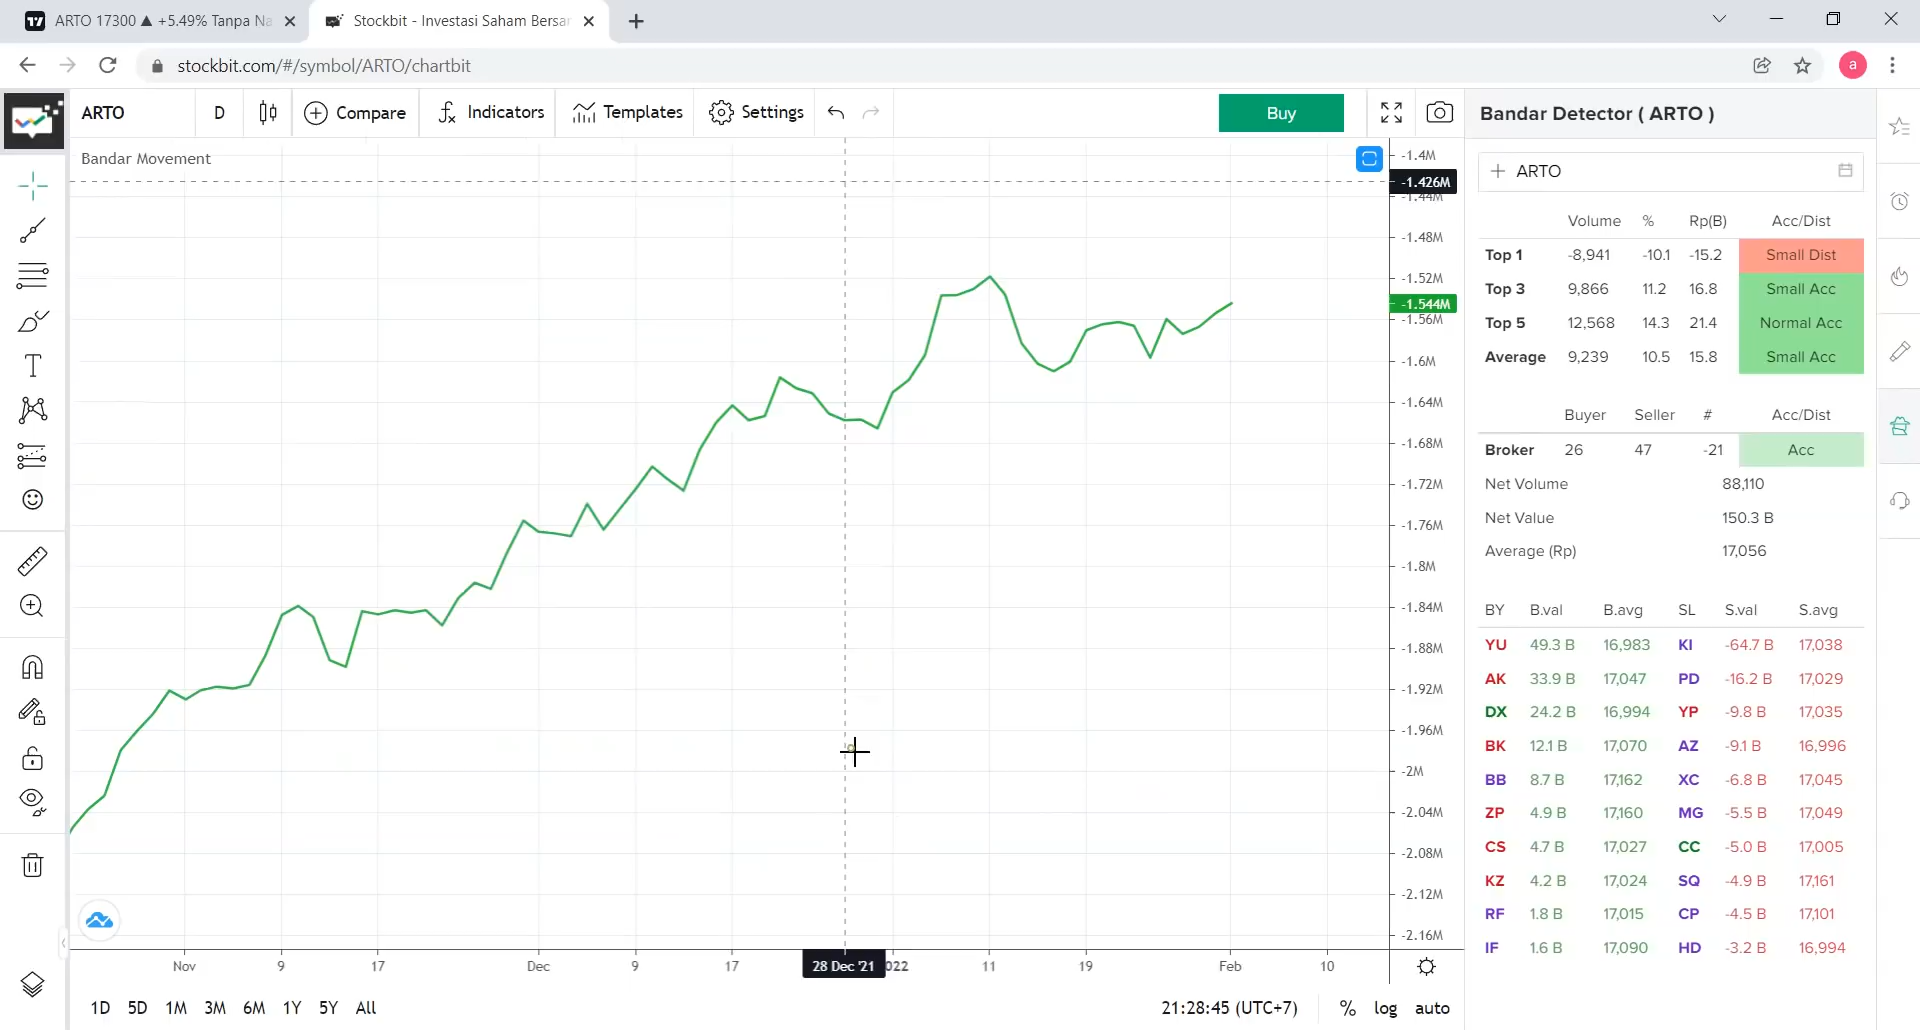 ARTO 17300 ▲ +5.49% Tanpa Na
Stockbit - Investasi Saham Bersar
stockbit.com/#/symbol/ARTO/chartbit
a
ARTO D Compare Indicators Templates Settings Buy
Bandar Detector ( ARTO )
Bandar Movement
ARTO
-1.4M
-1.426M
-1.44M
-1.48M
-1.52M
-1.544M
-1.56M
-1.6M
-1.64M
-1.68M
-1.72M
-1.76M
-1.8M
-1.84M
-1.88M
-1.92M
-1.96M
-2M
-2.04M
-2.08M
-2.12M
-2.16M
Nov 9 17 Dec 9 17 28 Dec '21 2022 11 19 Feb 10
1D 5D 1M 3M 6M 1Y 5Y All
21:28:45 (UTC+7) % log auto
Volume % Rp(B) Acc/Dist
Top 1 -8,941 -10.1 -15.2 Small Dist
Top 3 9,866 11.2 16.8 Small Acc
Top 5 12,568 14.3 21.4 Normal Acc
Average 9,239 10.5 15.8 Small Acc
Buyer Seller # Acc/Dist
Broker 26 47 -21 Acc
Net Volume 88,110
Net Value 150.3 B
Average (Rp) 17,056
BY B.val B.avg SL S.val S.avg
YU 49.3 B 16,983 KI -64.7 B 17,038
AK 33.9 B 17,047 PD -16.2 B 17,029
DX 24.2 B 16,994 YP -9.8 B 17,035
BK 12.1 B 17,070 AZ -9.1 B 16,996
BB 8.7 B 17,162 XC -6.8 B 17,045
ZP 4.9 B 17,160 MG -5.5 B 17,049
CS 4.7 B 17,027 CC -5.0 B 17,005
KZ 4.2 B 17,024 SQ -4.9 B 17,161
RF 1.8 B 17,015 CP -4.5 B 17,101
IF 1.6 B 17,090 HD -3.2 B 16,994